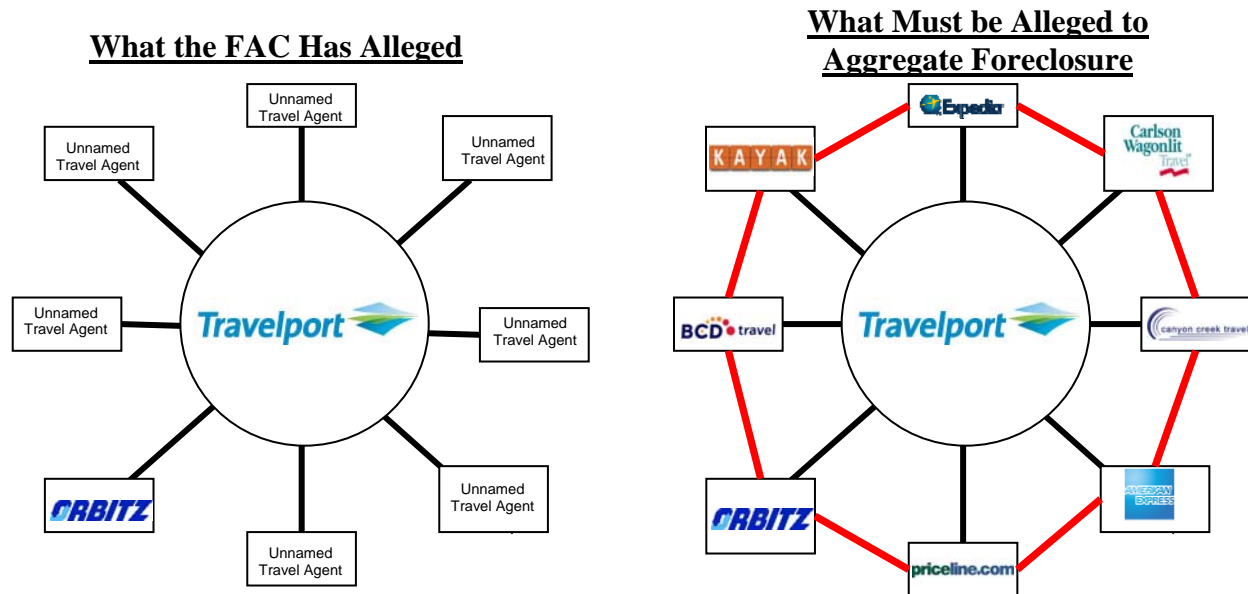 What the FAC Has Alleged
Unnamed
Travel Agent
Unnamed
Travel Agent
Unnamed
Travel Agent
Unnamed
Travel Agent
Travelport
Unnamed
Travel Agent
ORBITZ
Unnamed
Travel Agent
Unnamed
Travel Agent
What Must be Alleged to
Aggregate Foreclosure
Expedia
KAYAK
Carlson
Wagonlit
Travel
BCD travel
Travelport
canyon creek travel
ORBITZ
AMERICAN
EXPRESS
priceline.com